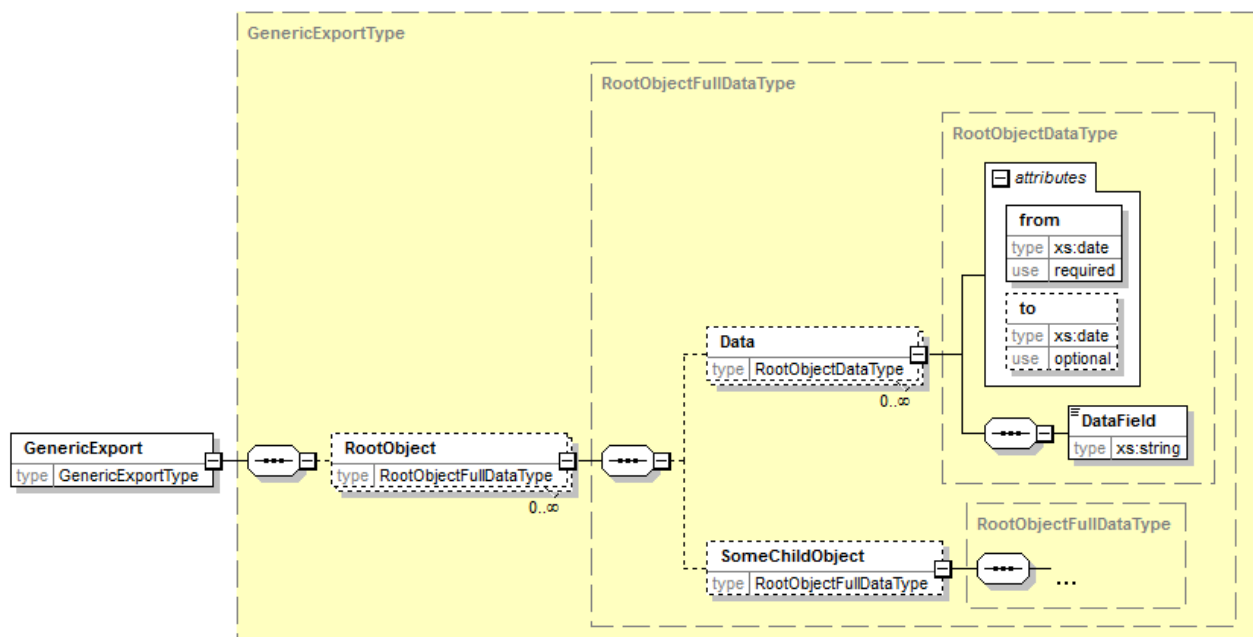 GenericExportType
RootObjectFullDataType
RootObjectDataType
attributes
from
type xs:date
use required
to
type xs:date
use optional
Data
type RootObjectDataType
0..∞
DataField
type xs:string
GenericExport
type GenericExportType
RootObject
type RootObjectFullDataType
0..∞
RootObjectFullDataType
SomeChildObject
type RootObjectFullDataType
...